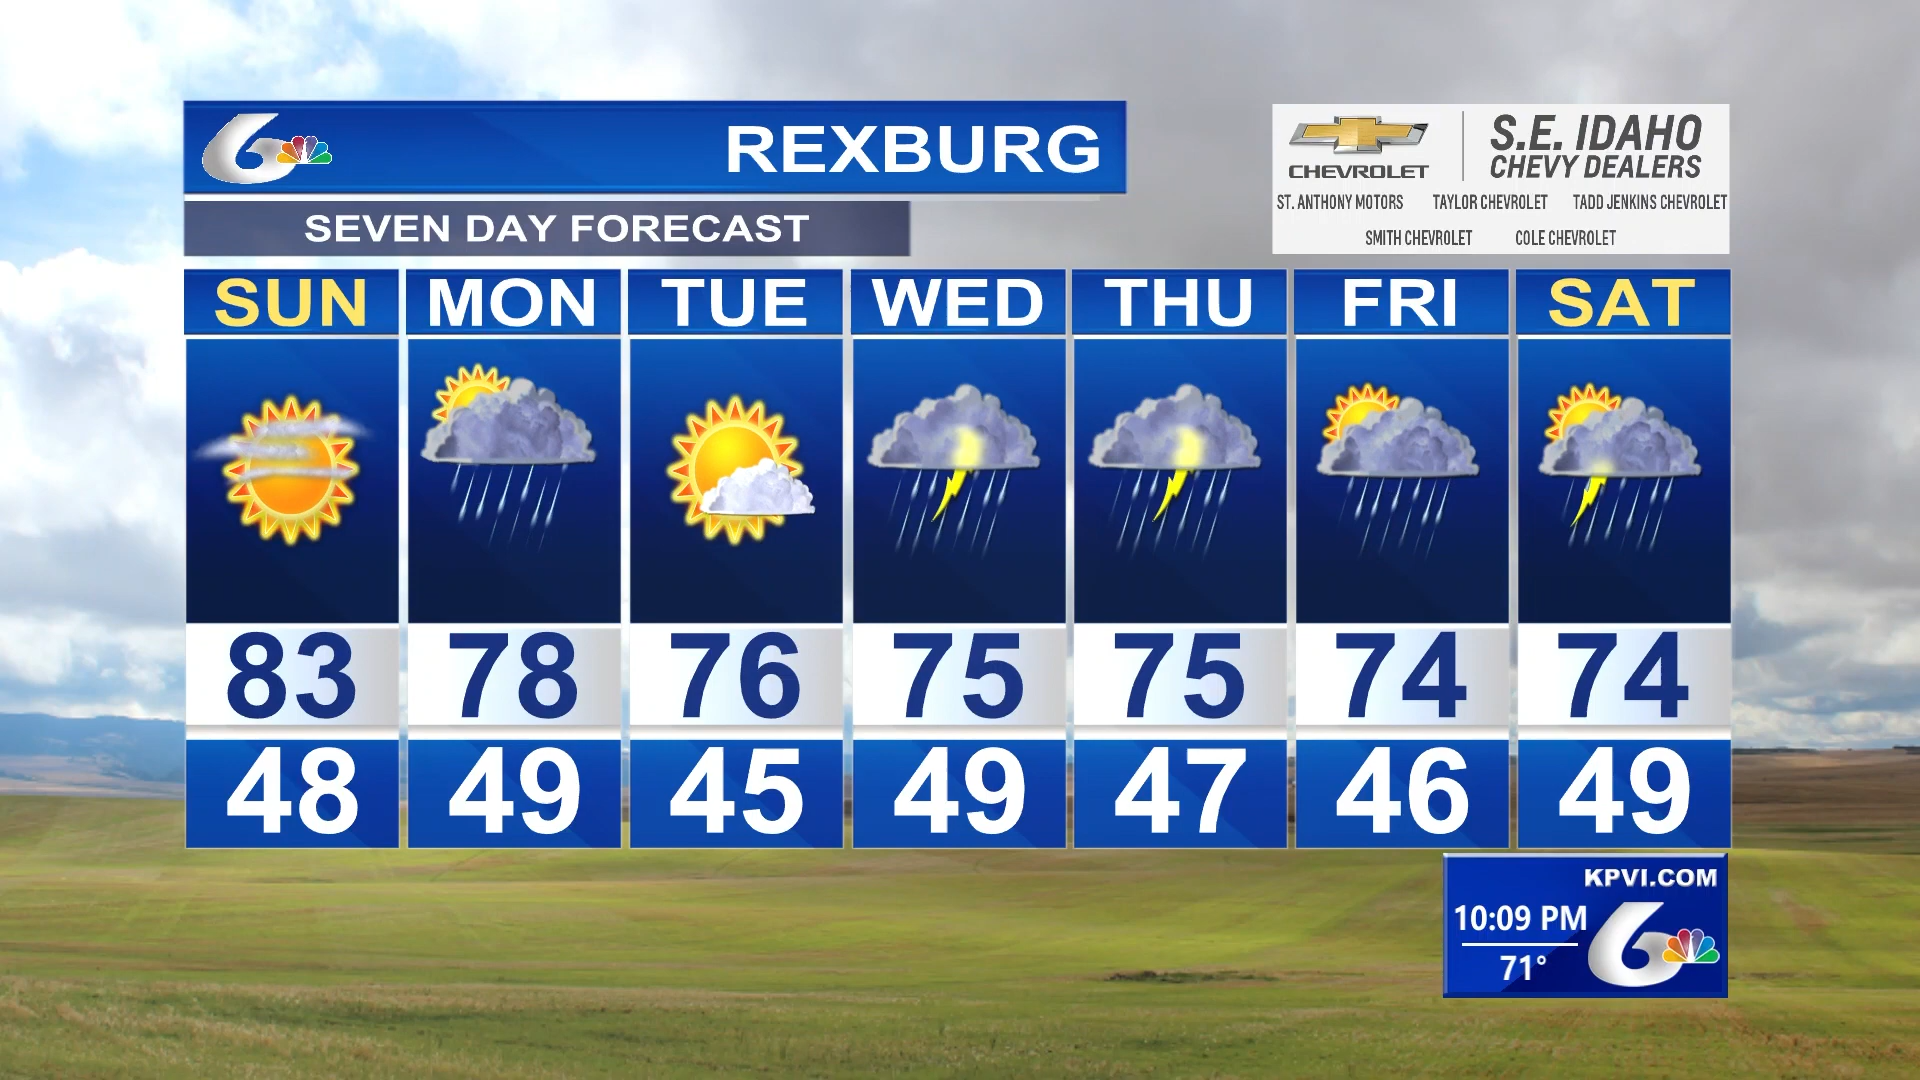 6
REXBURG
SEVEN DAY FORECAST
CHEVROLET
S.E. IDAHO
CHEVY DEALERS
ST. ANTHONY MOTORS TAYLOR CHEVROLET TADD JENKINS CHEVROLET
SMITH CHEVROLET COLE CHEVROLET
SUN MON TUE WED THU FRI SAT
83 78 76 75 75 74 74
48 49 45 49 47 46 49
KPVI.COM
10:09 PM
71°
6